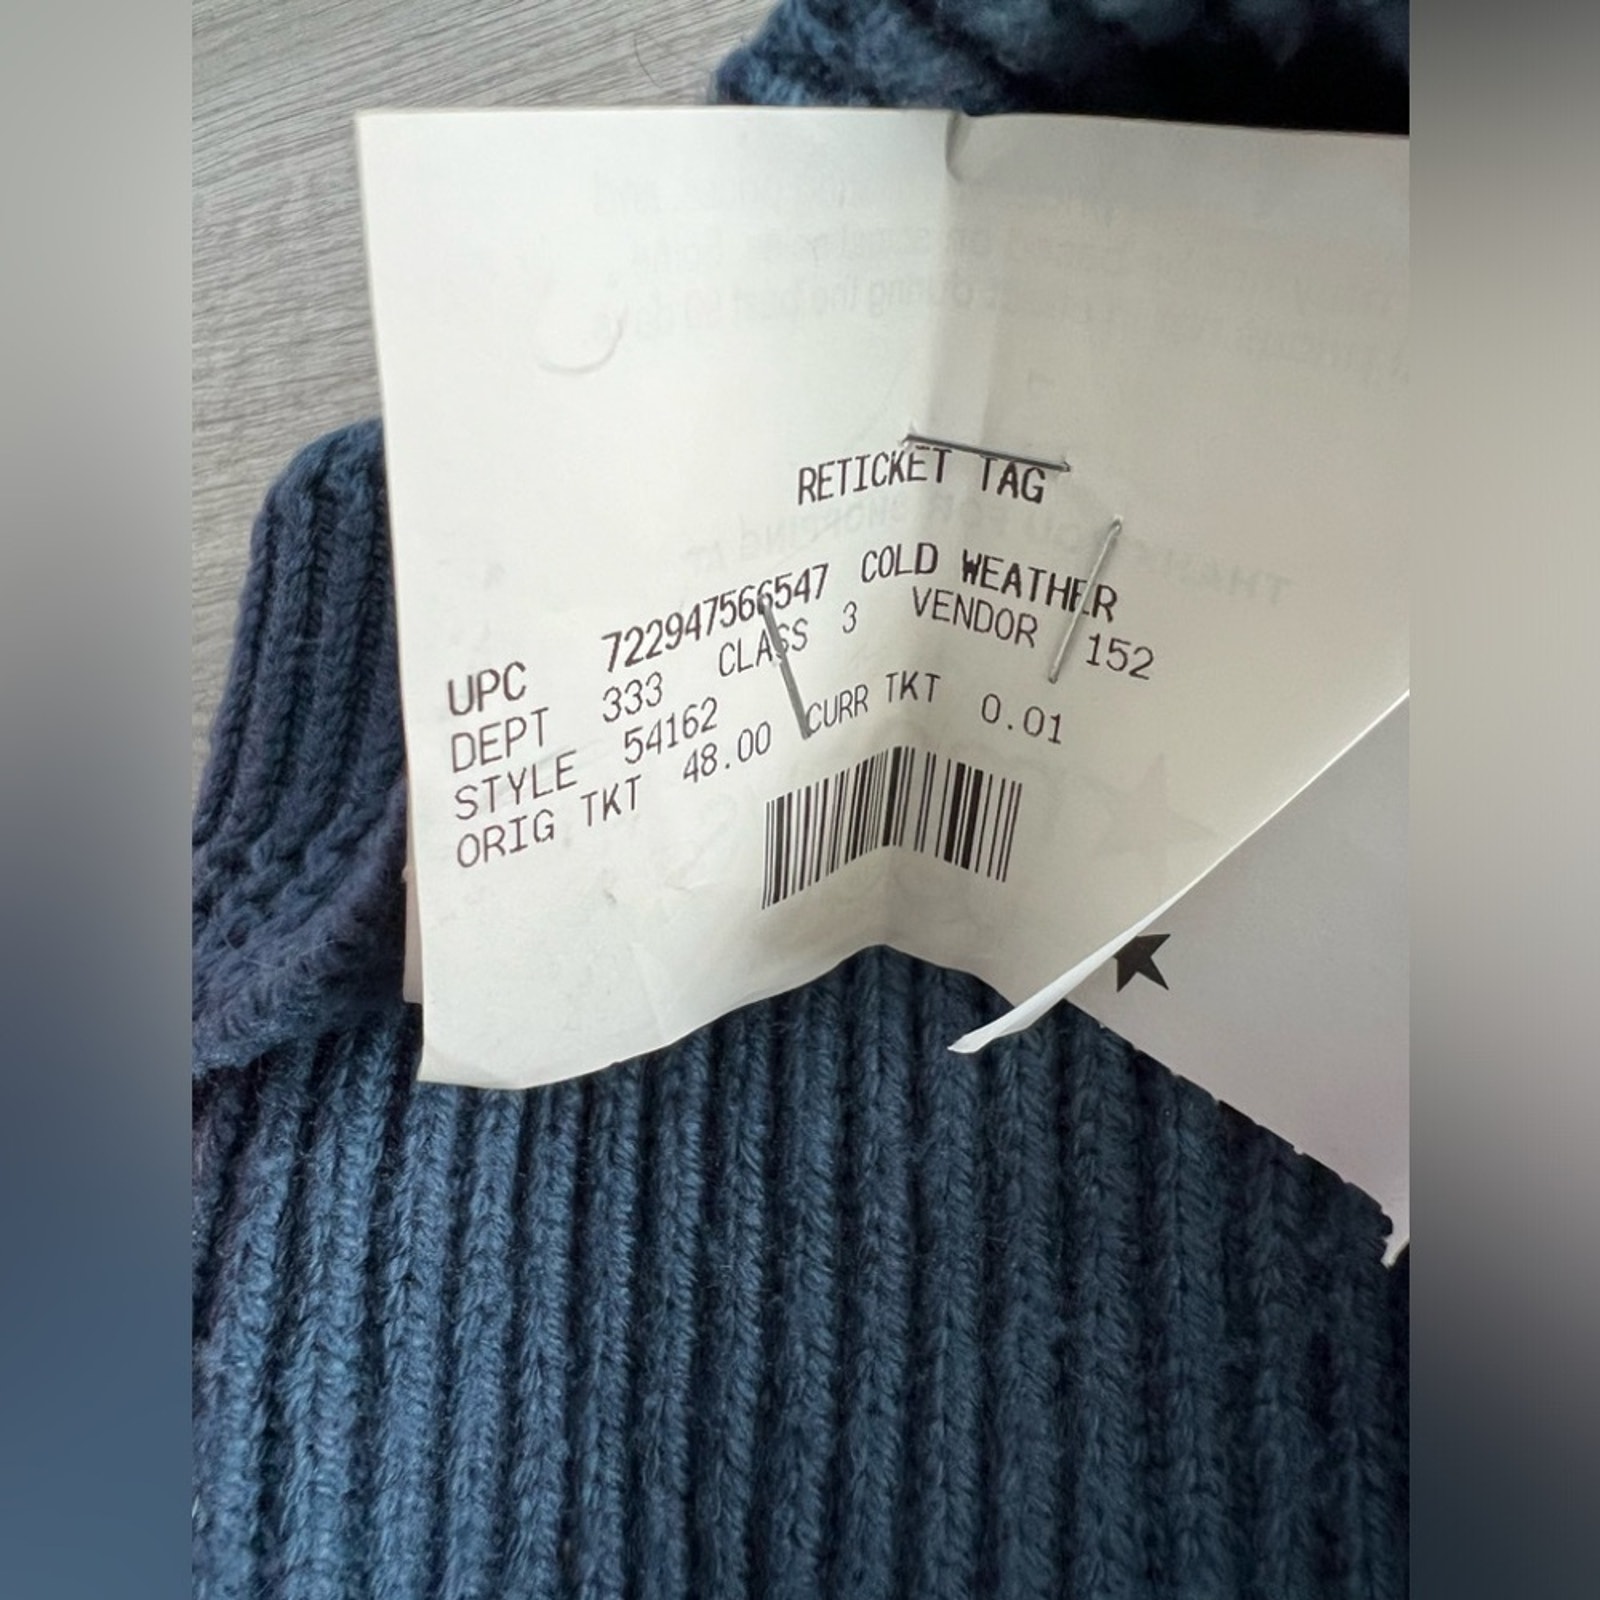 RETICKET TAG
UPC 722947566547 COLD WEATHER
DEPT 333 CLASS 3 VENDOR 152
STYLE 54162
ORIG TKT 48.00 CURR TKT 0.01